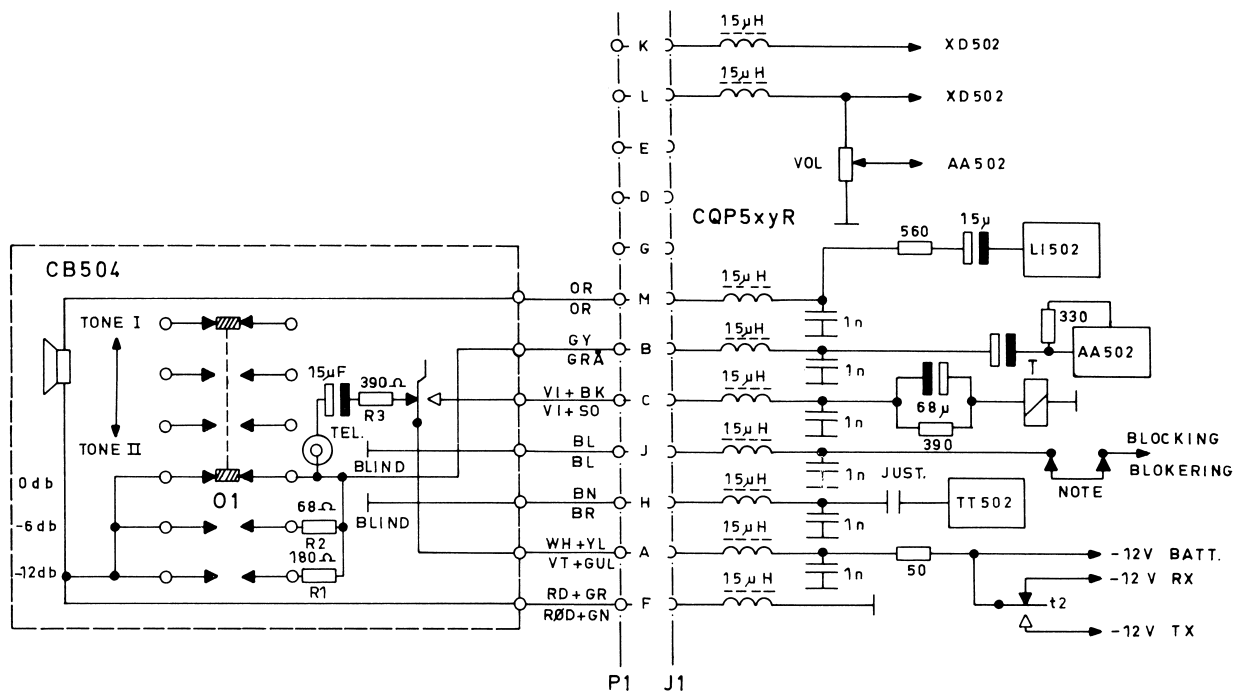 15µH
K
XD502
15µH
L
XD502
E
VOL
AA502
D
CQP5xyR
G
560
15µ
LI502
CB504
OR
OR
M
15µH
1n
TONE I
TONE II
GY
GRÅ
B
15µH
1n
330
AA502
T
15µF
390Ω
R3
VI+BK
VI+SO
C
15µH
1n
68µ
390
TEL.
BL
BL
J
15µH
1n
BLOCKING
BLOKERING
NOTE
BLIND
0db
O1
BN
BR
H
15µH
1n
JUST.
TT502
BLIND
-6db
68Ω
R2
WH+YL
VT+GUL
A
15µH
1n
50
-12V BATT.
-12db
180Ω
R1
-12V RX
t2
RD+GR
RØD+GN
F
15µH
-12V TX
P1
J1